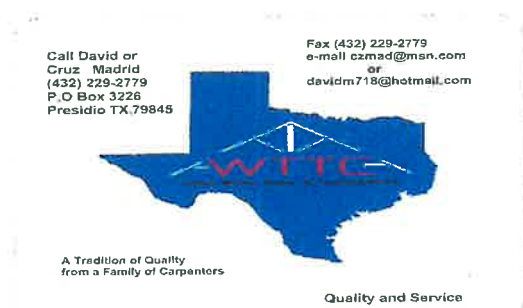 Call David or
Cruz Madrid
(432) 229-2779
P.O Box 3226
Presidio TX 79845
Fax (432) 229-2779
e-mail czmad@msn.com
or
davidm718@hotmail.com
WTTC
A Tradition of Quality
from a Family of Carpenters
Quality and Service